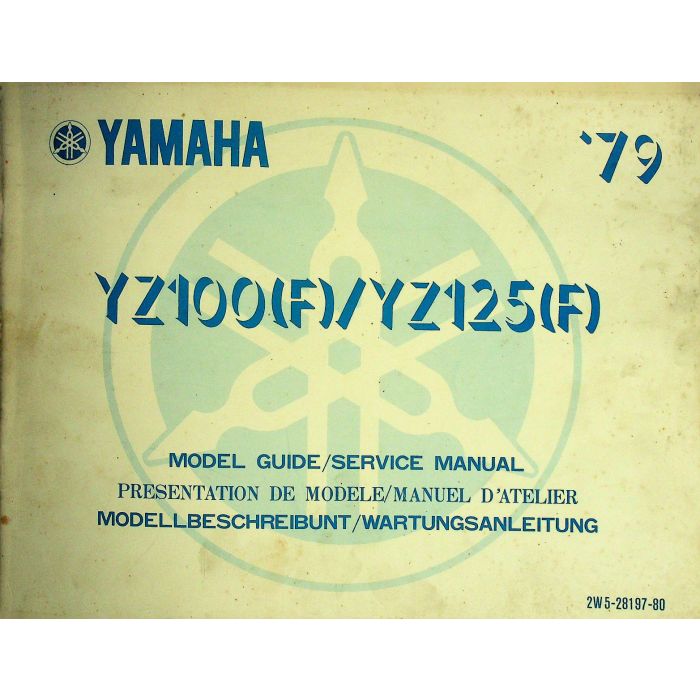 YAMAHA '79
YZ100(F)/YZ125(F)
MODEL GUIDE/SERVICE MANUAL
PRESENTATION DE MODELE/MANUEL D'ATELIER
MODELLBESCHREIBUNT/WARTUNGSANLEITUNG
2W5-28197-80